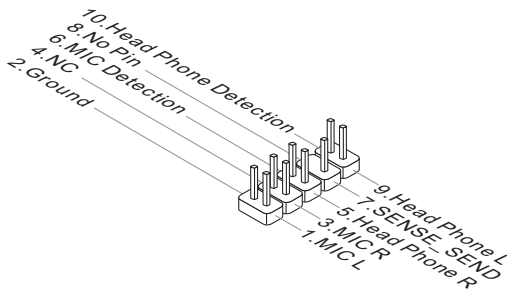 10.Head Phone Detection
8.No Pin
6.MIC Detection
4.NC
2.Ground
9.Head Phone L
7.SENSE_SEND
5.Head Phone R
3.MIC R
1.MIC L